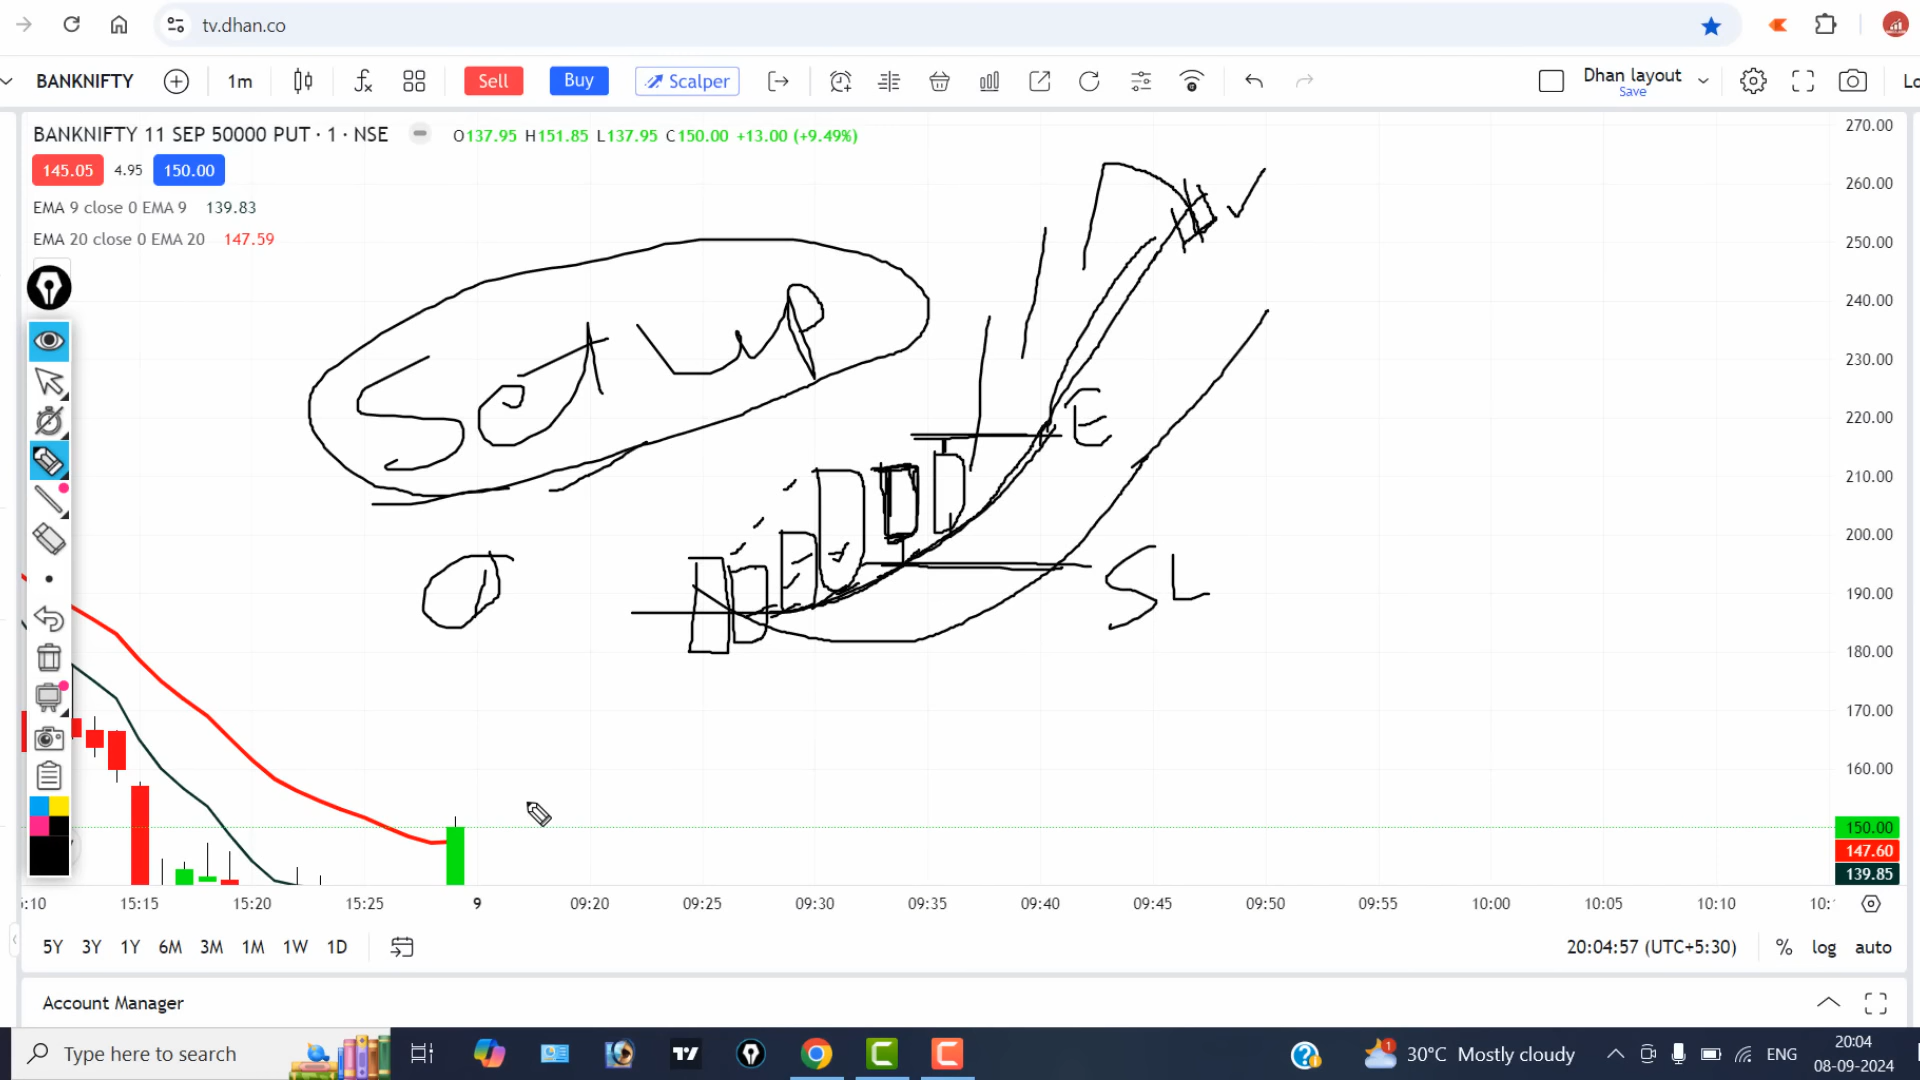 tv.dhan.co
BANKNIFTY 1m Sell Buy Scalper Dhan layout
Save
BANKNIFTY 11 SEP 50000 PUT · 1 · NSE O137.95 H151.85 L137.95 C150.00 +13.00 (+9.49%)
145.05 4.95 150.00
EMA 9 close 0 EMA 9 139.83
EMA 20 close 0 EMA 20 147.59
Set up
E
SL
270.00
260.00
250.00
240.00
230.00
220.00
210.00
200.00
190.00
180.00
170.00
160.00
150.00
147.60
139.85
:10 15:15 15:20 15:25 9 09:20 09:25 09:30 09:35 09:40 09:45 09:50 09:55 10:00 10:05 10:10 10:
5Y 3Y 1Y 6M 3M 1M 1W 1D 20:04:57 (UTC+5:30) % log auto
Account Manager
Type here to search 1 30°C Mostly cloudy ENG 20:04
08-09-2024